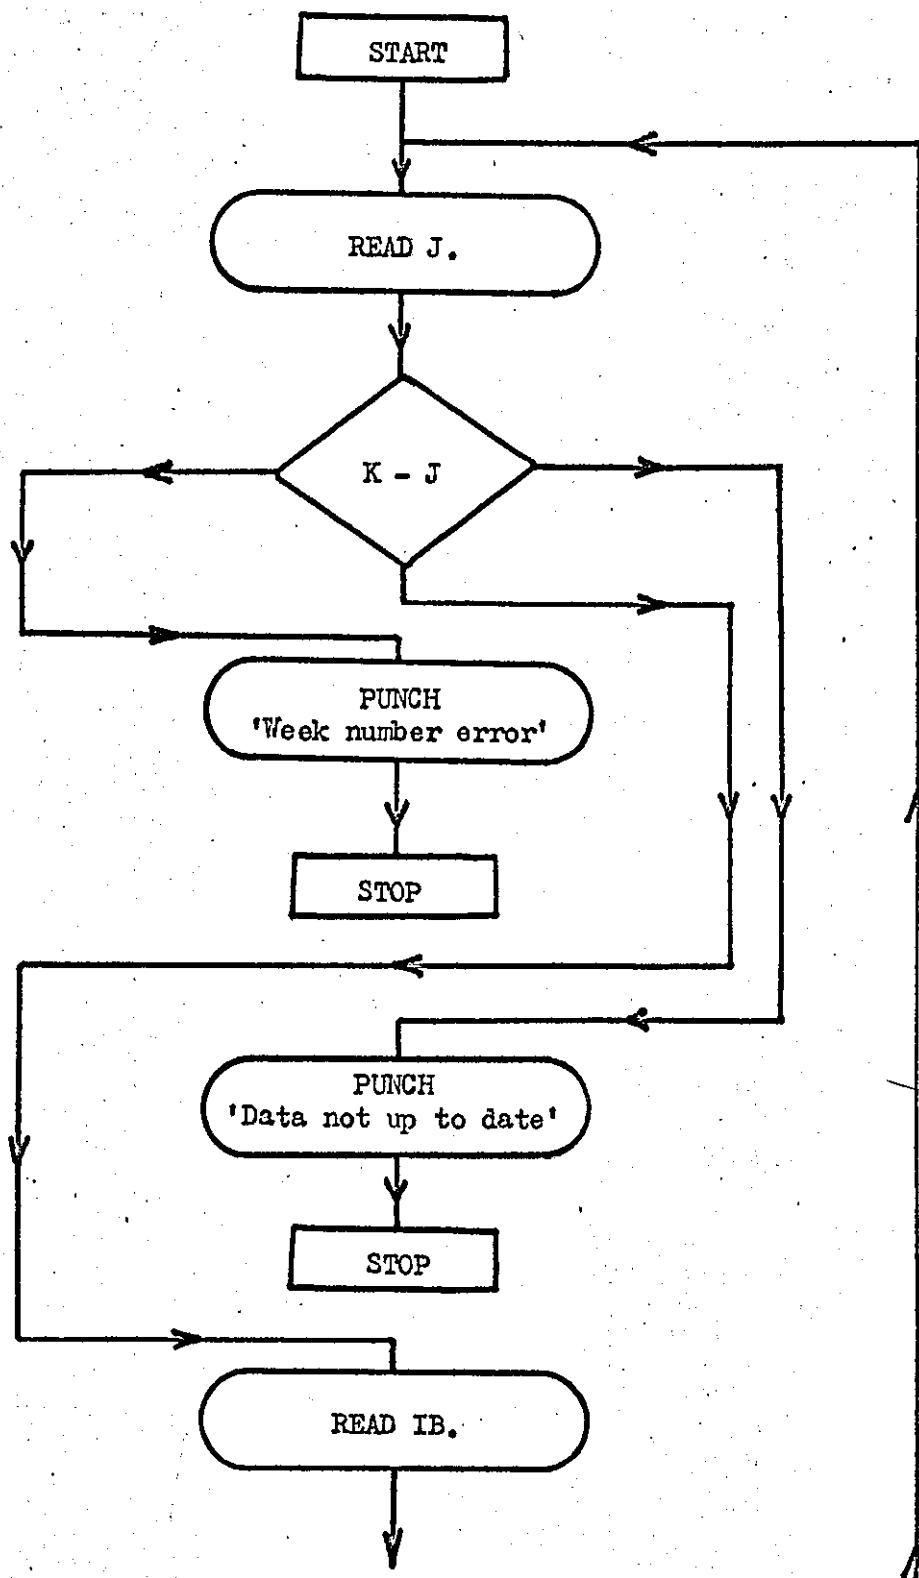 START
READ J.
K - J
PUNCH
'Week number error'
STOP
PUNCH
'Data not up to date'
STOP
READ IB.